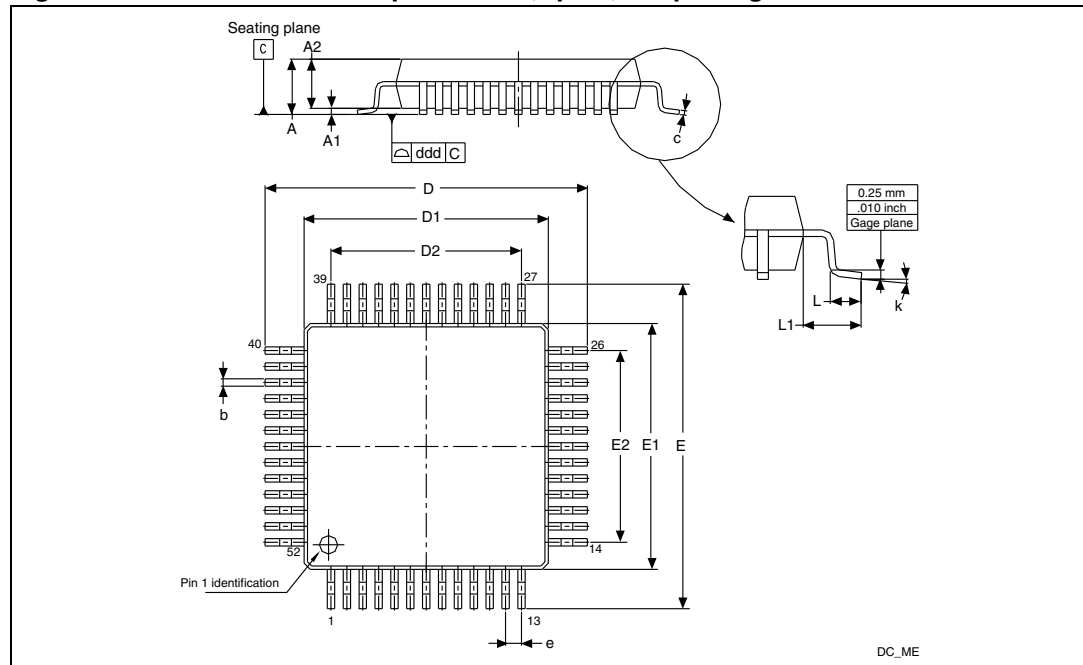 Seating plane
C
A2
A
A1
ddd C
c
D
D1
D2
39
27
0.25 mm
.010 inch
Gage plane
L
k
L1
40
26
b
E2
E1
E
52
14
Pin 1 identification
1
13
e
DC_ME